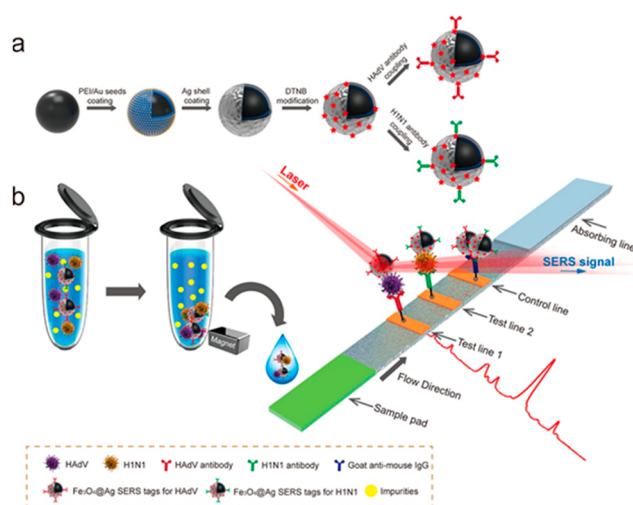 a
PEI/Au seeds
coating
Ag shell
coating
DTNB
modification
HAdV antibody
coupling
H1N1 antibody
coupling
b
Laser
Absorbing line
SERS signal
Control line
Test line 2
Test line 1
Magnet
Flow Direction
Sample pad
HAdV
H1N1
HAdV antibody
H1N1 antibody
Goat anti-mouse IgG
Fe₃O₄@Ag SERS tags for HAdV
Fe₃O₄@Ag SERS tags for H1N1
Impurities